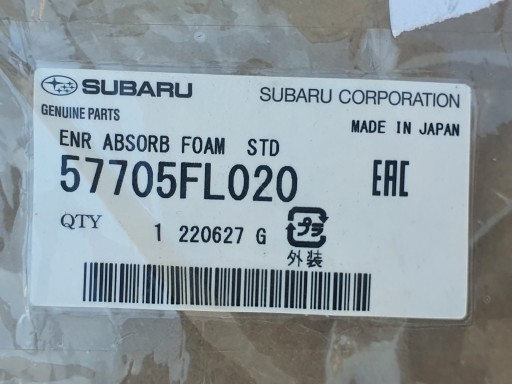 SUBARU
SUBARU CORPORATION
GENUINE PARTS
MADE IN JAPAN
ENR ABSORB FOAM STD
57705FL020
EAC
QTY
1 220627 G
プラ
外装